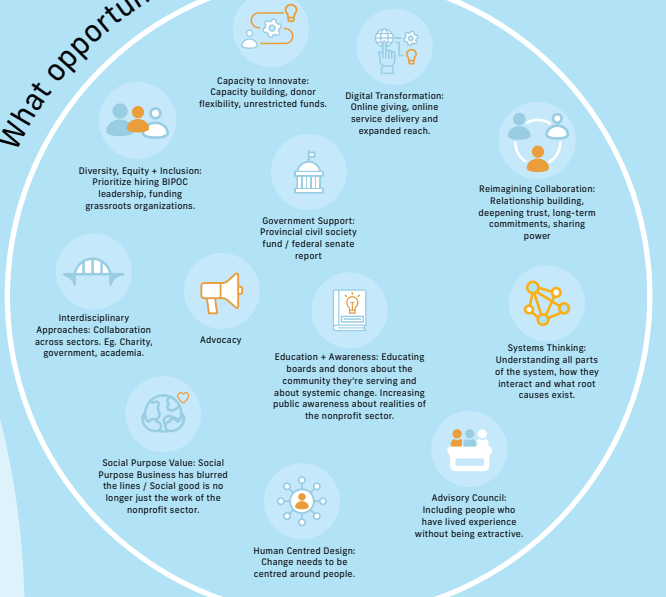 What opportun
Capacity to Innovate:
Capacity building, donor
flexibility, unrestricted funds.
Digital Transformation:
Online giving, online
service delivery and
expanded reach.
Diversity, Equity + Inclusion:
Prioritize hiring BIPOC
leadership, funding
grassroots organizations.
Government Support:
Provincial civil society
fund / federal senate
report
Reimagining Collaboration:
Relationship building,
deepening trust, long-term
commitments, sharing
power
Interdisciplinary
Approaches: Collaboration
across sectors. Eg. Charity,
government, academia.
Advocacy
Education + Awareness: Educating
boards and donors about the
community they're serving and
about systemic change. Increasing
public awareness about realities of
the nonprofit sector.
Systems Thinking:
Understanding all parts
of the system, how they
interact and what root
causes exist.
Social Purpose Value: Social
Purpose Business has blurred
the lines / Social good is no
longer just the work of the
nonprofit sector.
Advisory Council:
Including people who
have lived experience
without being extractive.
Human Centred Design:
Change needs to be
centred around people.